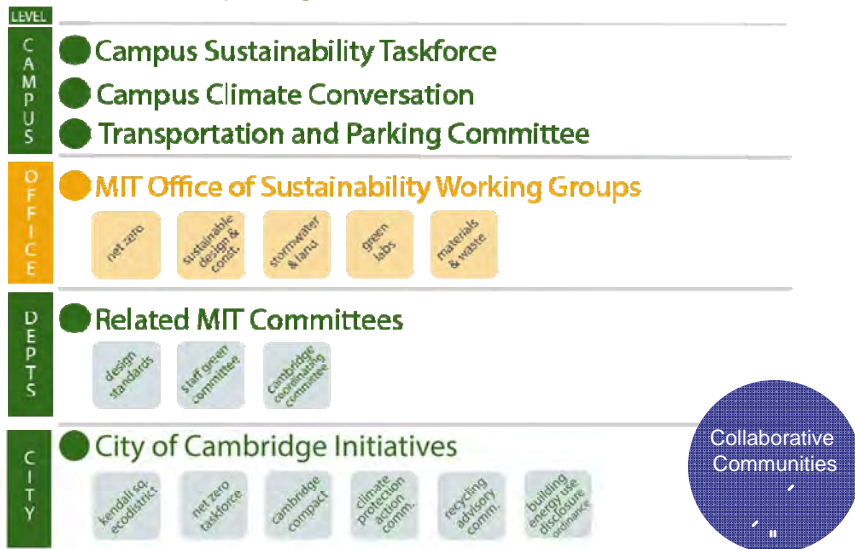 LEVEL
CAMPUS
Campus Sustainability Taskforce
Campus Climate Conversation
Transportation and Parking Committee
OFFICE
MIT Office of Sustainability Working Groups
net zero
sustainable
design &
const.
stormwater
& land
green
labs
materials
& waste
DEPTS
Related MIT Committees
design
standards
staff green
committee
cambridge
coordinating
committee
CITY
City of Cambridge Initiatives
kendall sq.
ecodistrict
net zero
taskforce
cambridge
compact
climate
protection
action
comm.
recycling
advisory
comm.
building
energy use
disclosure
ordinance
Collaborative
Communities